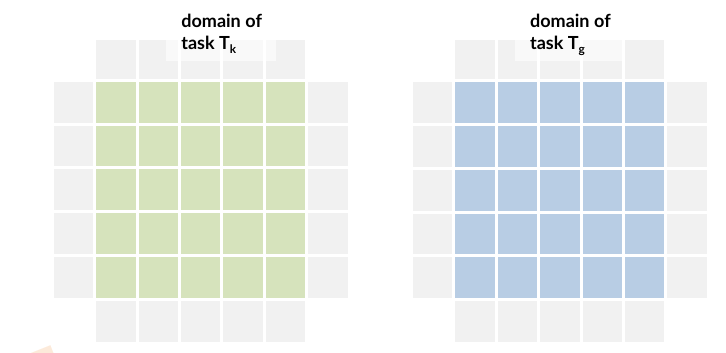 domain of
task Tk
domain of
task Tg